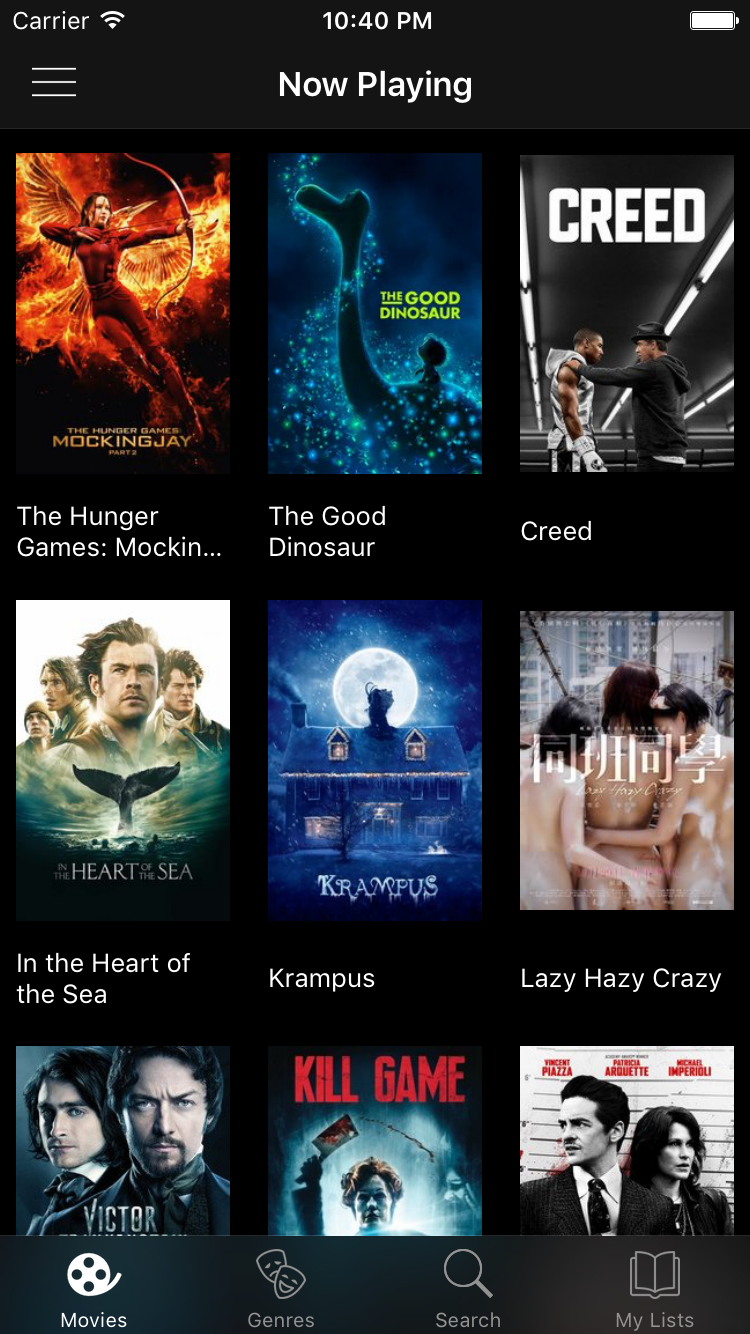 Carrier 10:40 PM
Now Playing
CREED
THE GOOD
DINOSAUR
THE HUNGER GAMES
MOCKINGJAY
PART 2
The Hunger
Games: Mockin...
The Good
Dinosaur
Creed
IN THE HEART OF THE SEA
KRAMPUS
同班同學
Lazy Hazy Crazy
In the Heart of
the Sea
Krampus
Lazy Hazy Crazy
VICTOR
KILL GAME
VINCENT PIAZZA
PATRICIA ARQUETTE
MICHAEL IMPERIOLI
Movies
Genres
Search
My Lists